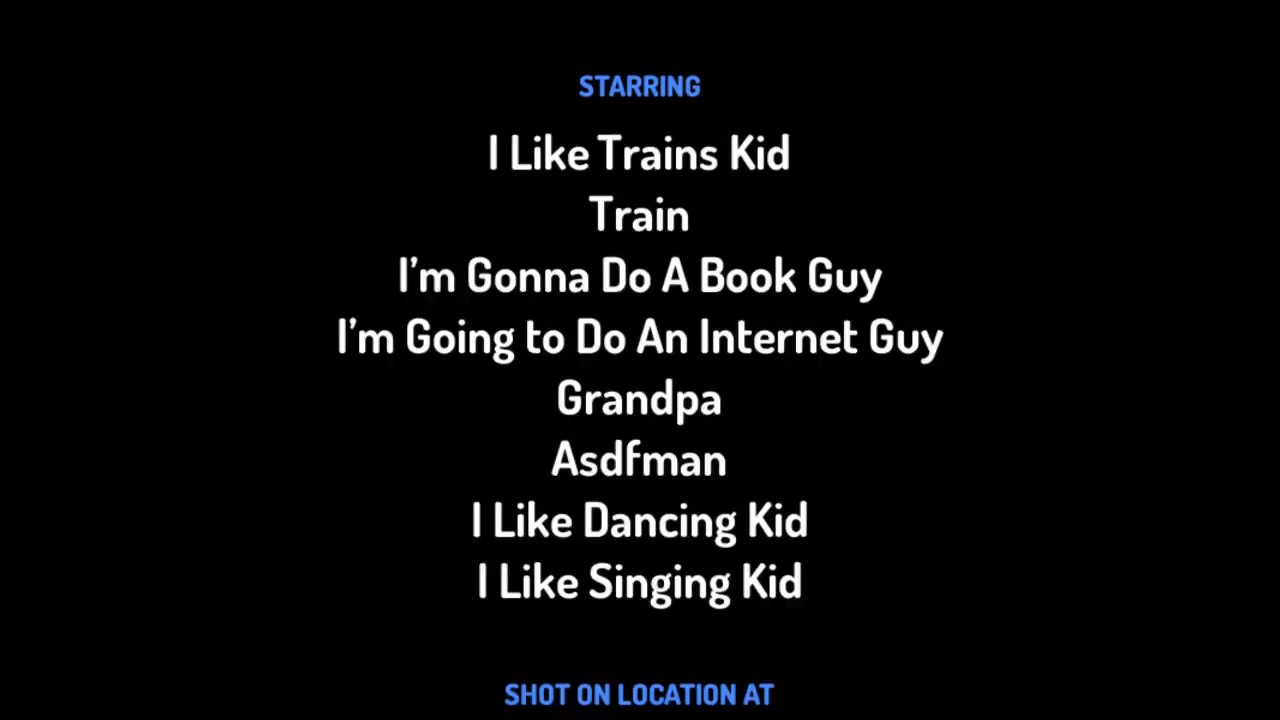 STARRING
I Like Trains Kid
Train
I’m Gonna Do A Book Guy
I’m Going to Do An Internet Guy
Grandpa
Asdfman
I Like Dancing Kid
I Like Singing Kid
SHOT ON LOCATION AT